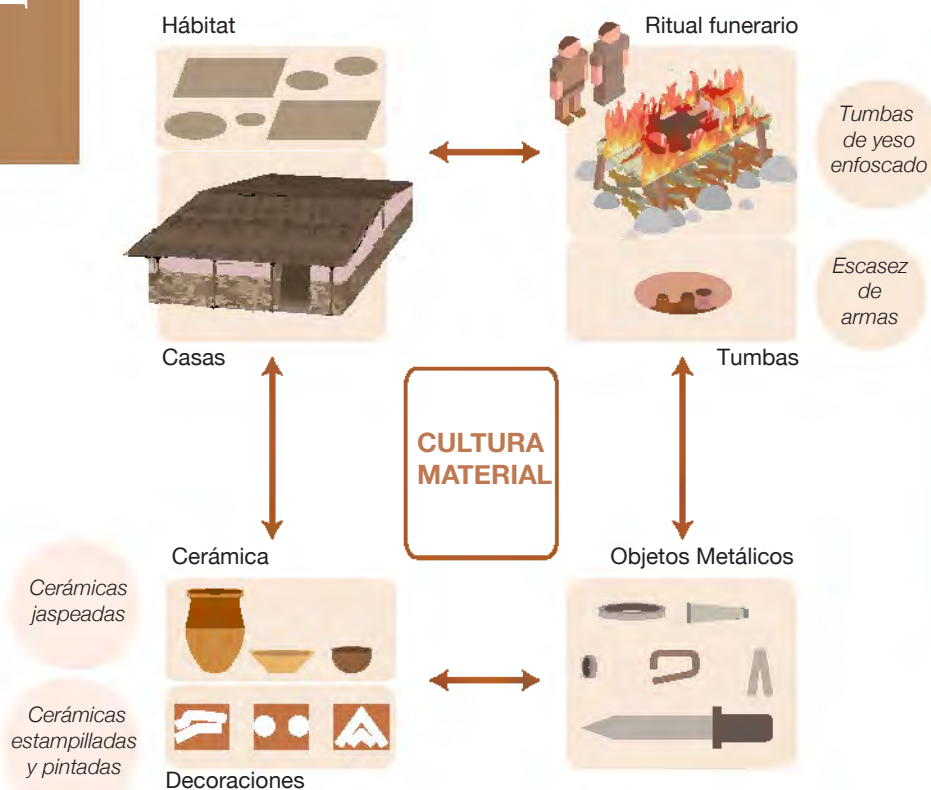 Hábitat
Ritual funerario
Tumbas
de yeso
enfoscado
Escasez
de
armas
Casas
Tumbas
CULTURA
MATERIAL
Cerámica
Objetos Metálicos
Cerámicas
jaspeadas
Cerámicas
estampilladas
y pintadas
Decoraciones